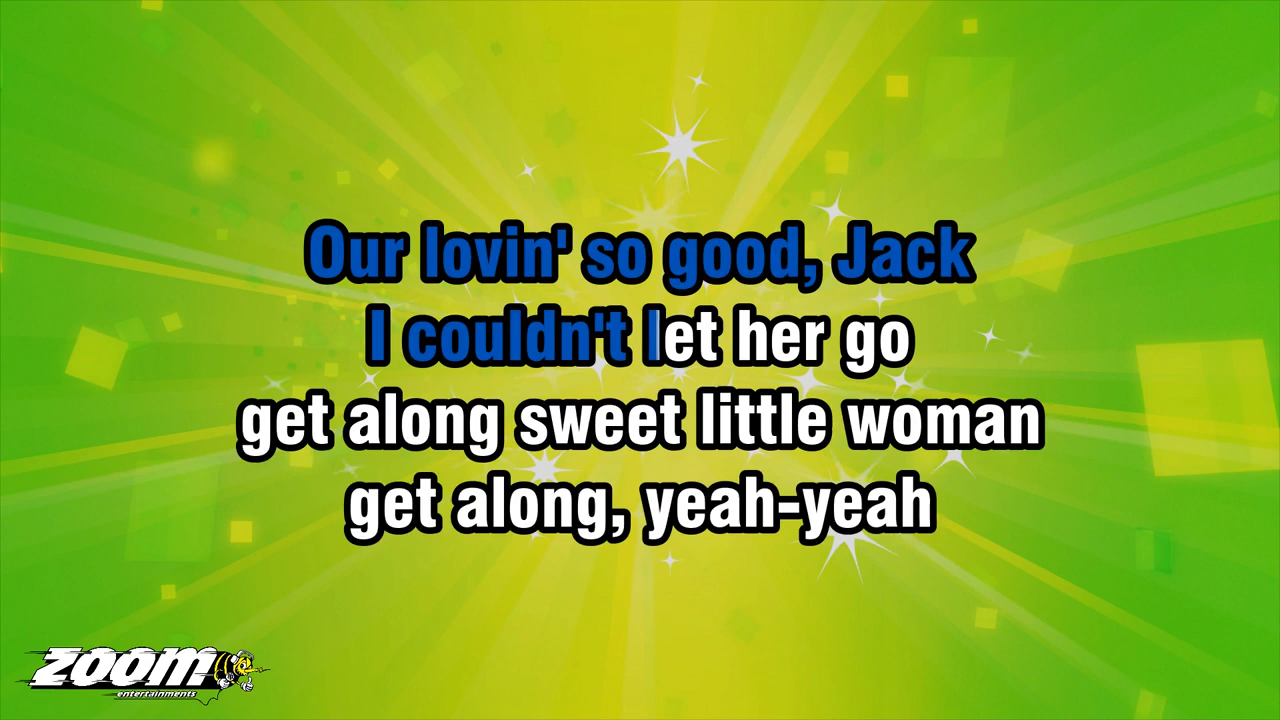 Our lovin' so good, Jack
I couldn't let her go
get along sweet little woman
get along, yeah-yeah
ZOOM
entertainments